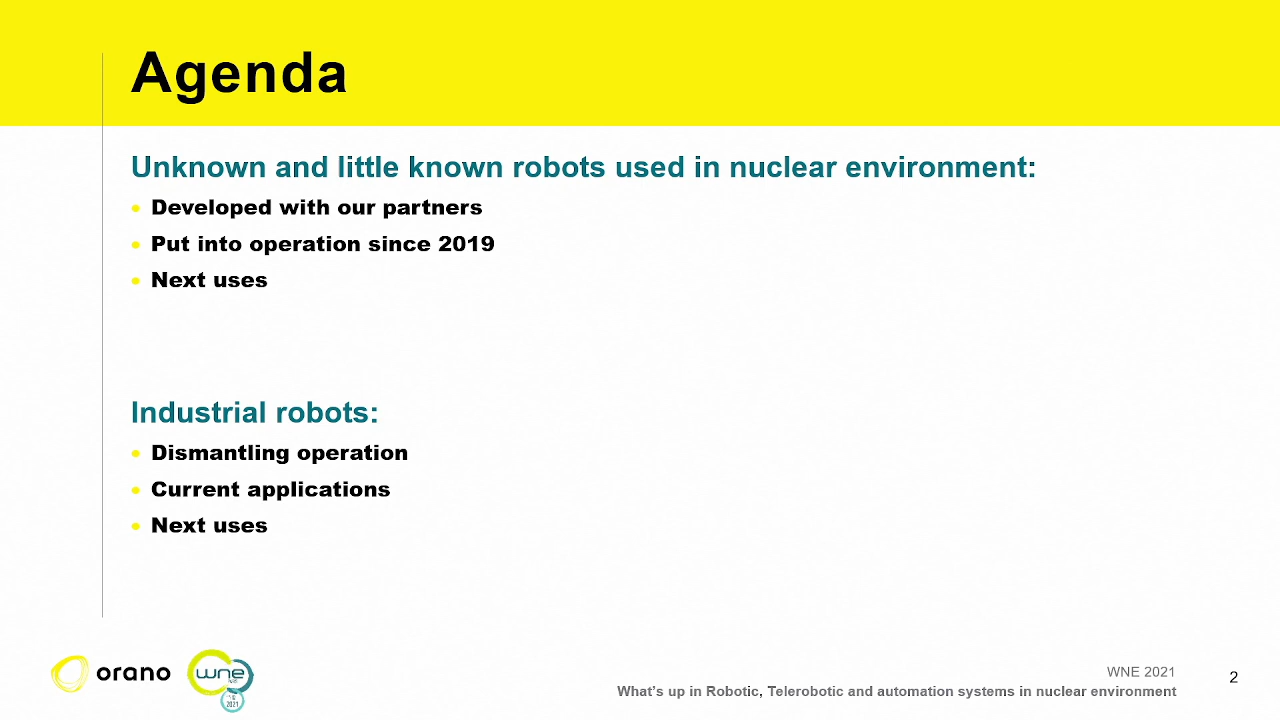 Agenda
Unknown and little known robots used in nuclear environment:
Developed with our partners
Put into operation since 2019
Next uses
Industrial robots:
Dismantling operation
Current applications
Next uses
orano
wne
2021
WNE 2021
What's up in Robotic, Telerobotic and automation systems in nuclear environment
2